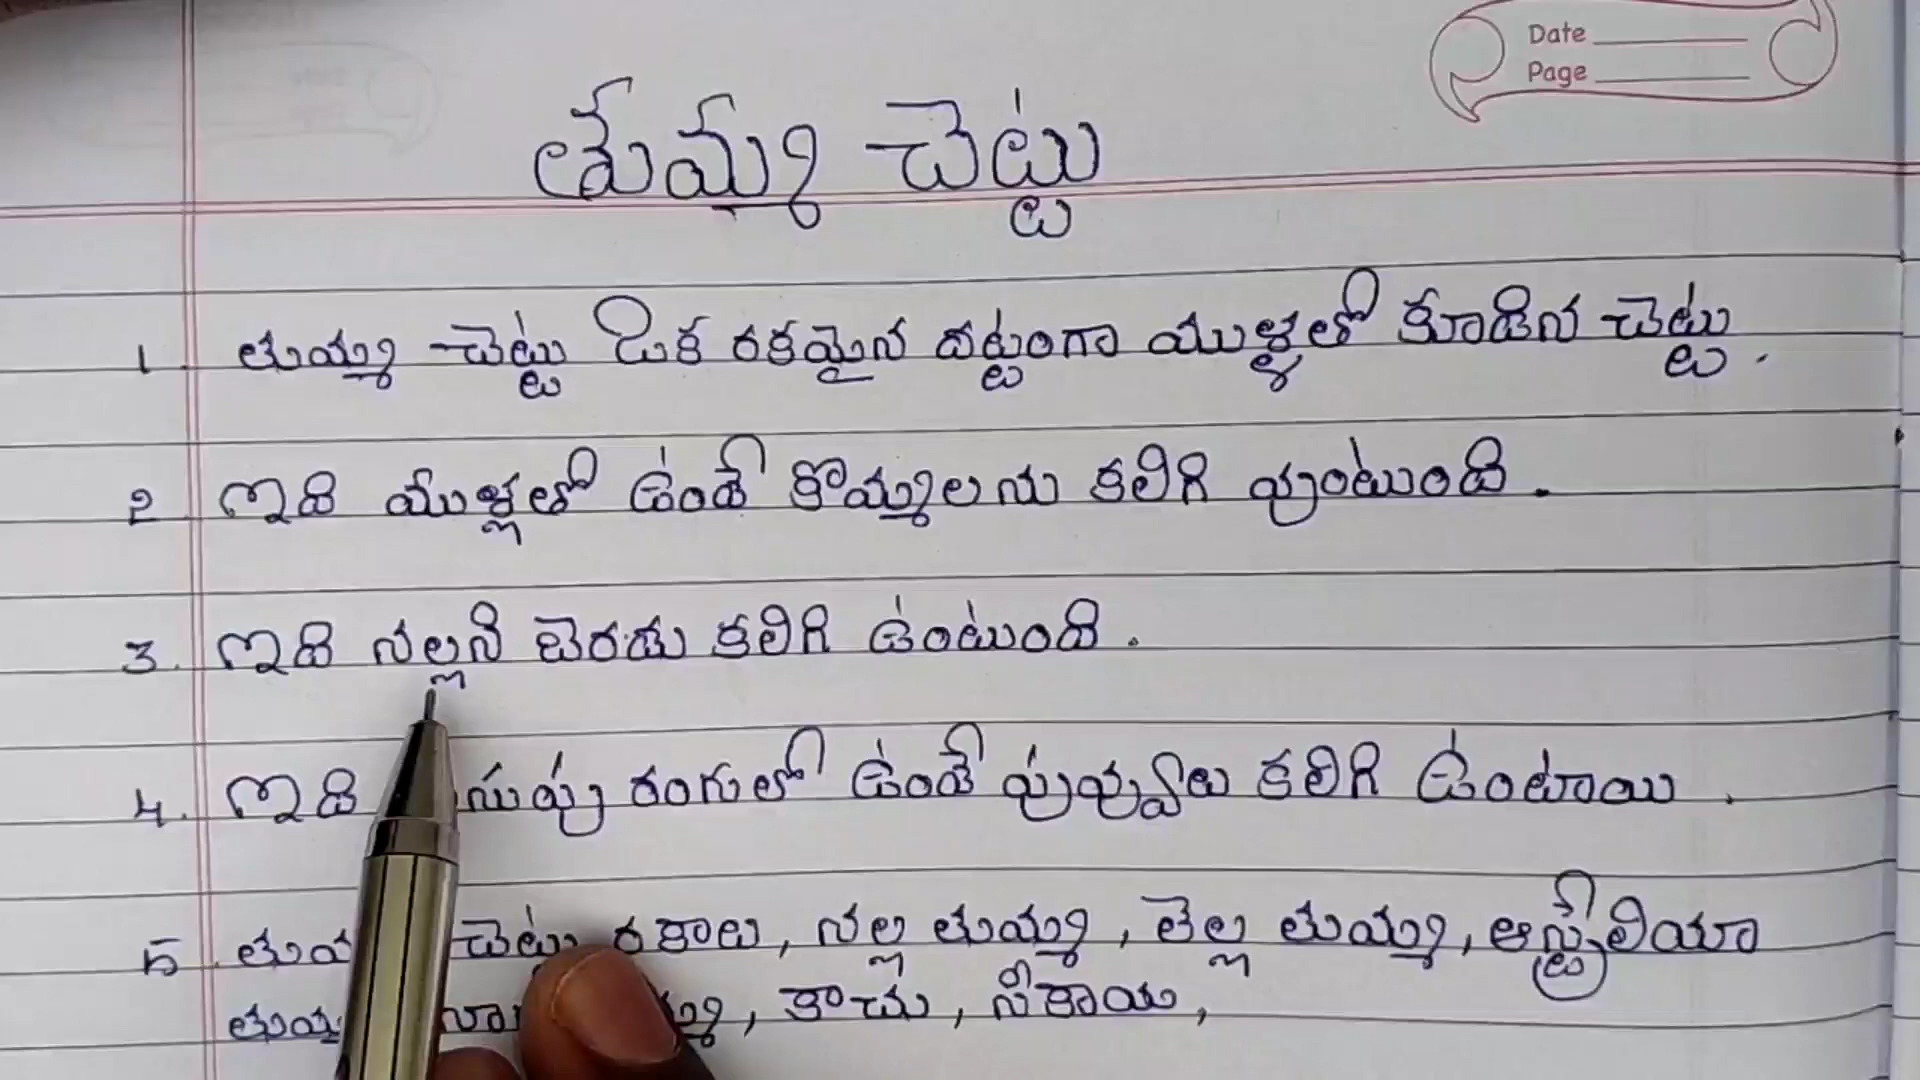 Date
Page
తుమ్మ చెట్టు
1. తుమ్మ చెట్టు ఒక రకమైన దట్టంగా ముళ్ళతో కూడిన చెట్టు.
2. ఇది ముళ్లతో ఉండే కొమ్మలను కలిగి వుంటుంది.
3. ఇది నల్లని బెరడు కలిగి ఉంటుంది.
4. ఇది రంగులో ఉండే పువ్వులు కలిగి ఉంటాయి.
5. చెట్టు రకాలు, నల్ల తుమ్మ, తెల్ల తుమ్మ, ఆస్ట్రేలియా
కాచు, సీకాయ,